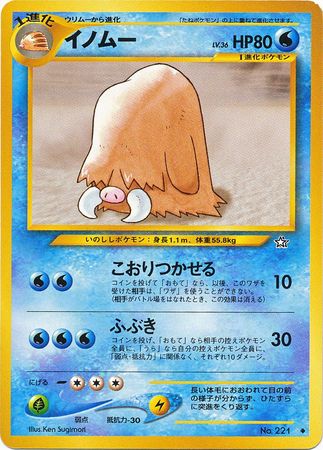 1進化
ウリムーから進化
「たねポケモン」の上に重ねて進化させます。
イノムー
LV.36
HP80
1進化ポケモン
いのししポケモン：身長1.1m、体重55.8kg
こおりつかせる
10
コインを投げて「おもて」なら、以後、このワザを
受けた相手は、「ワザ」を使うことができない。
（相手がバトル場をはなれたとき、この効果は消える）
ふぶき
30
コインを投げ、「おもて」なら相手の控えポケモン
全員に、「うら」なら自分の控えポケモン全員に、
「弱点・抵抗力」に関係なく、それぞれ10ダメージ。
にげる
弱点
抵抗力-30
長い体毛におおわれて目の前の
様子が分からず、ひたすら
に突進をくり返す。
Illus. Ken Sugimori
No. 221